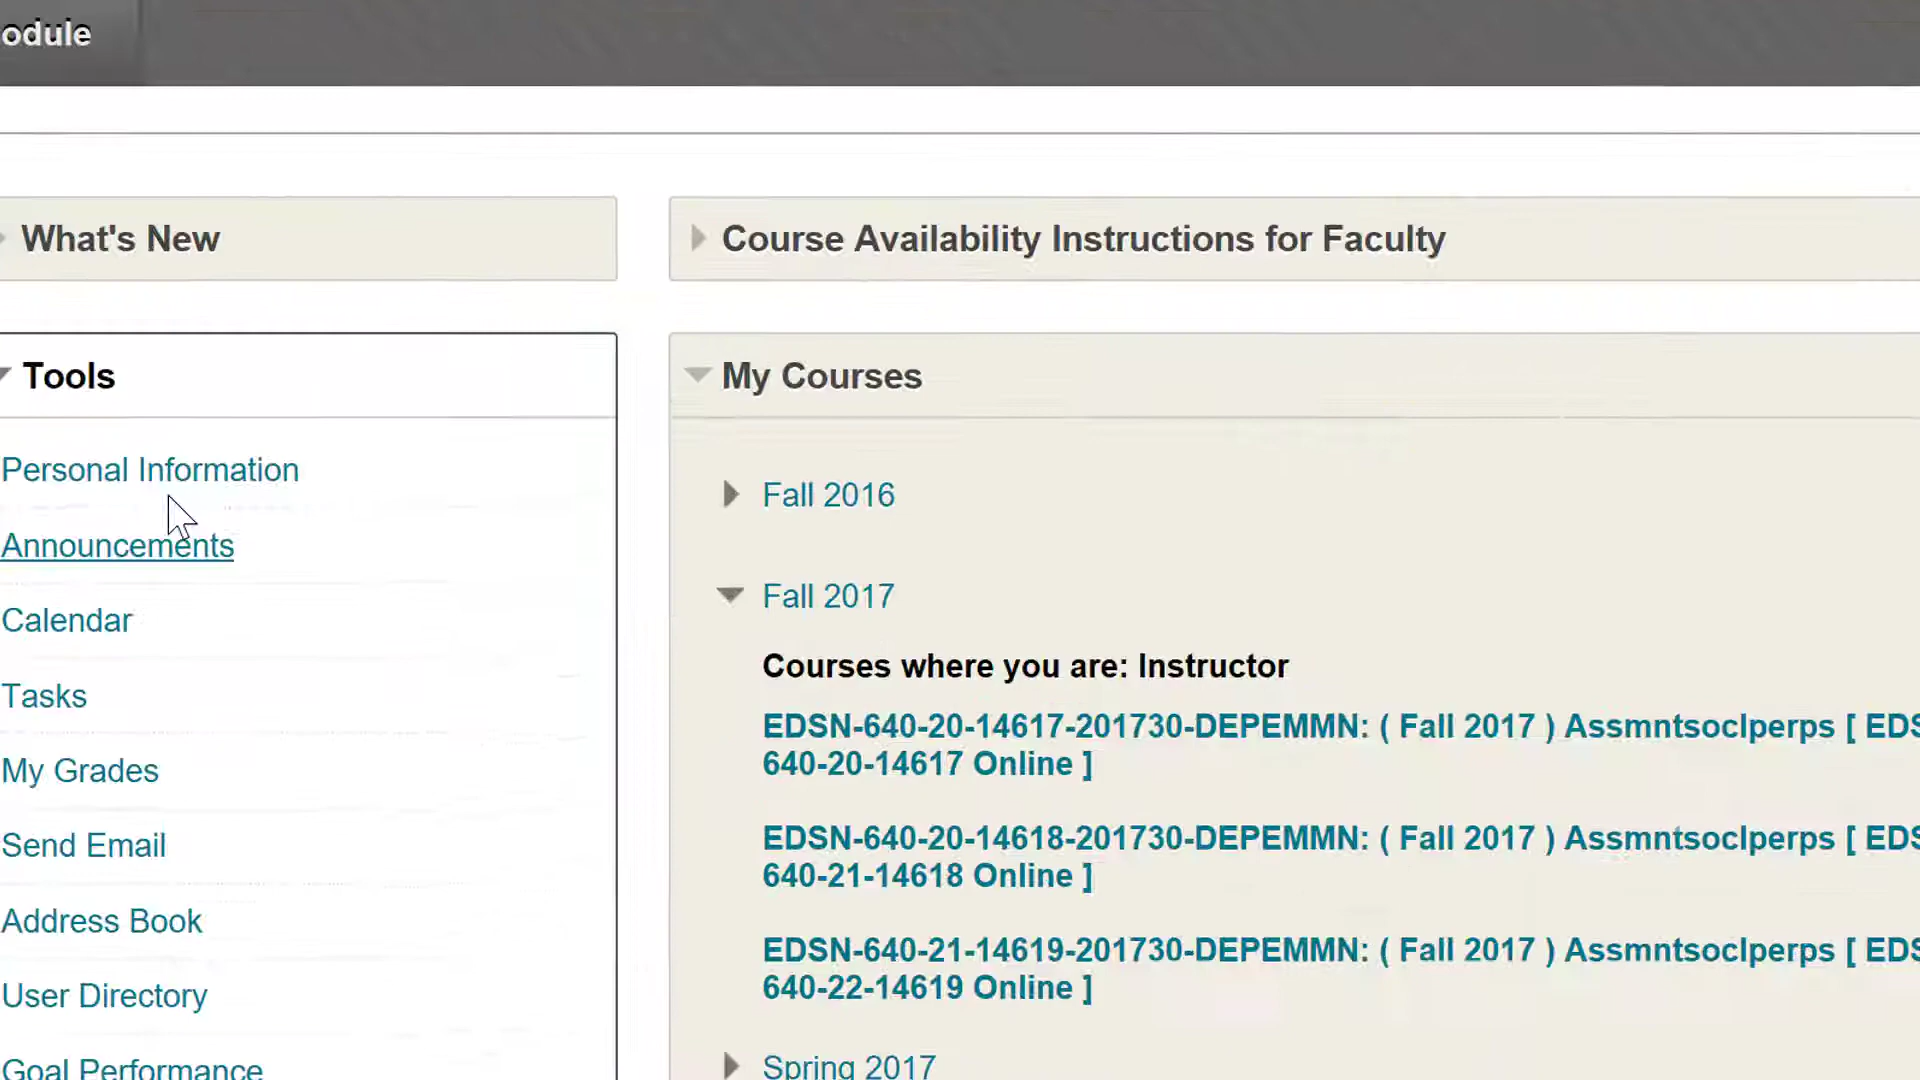 odule
What's New
Tools
Personal Information
Announcements
Calendar
Tasks
My Grades
Send Email
Address Book
User Directory
Goal Performance
Course Availability Instructions for Faculty
My Courses
Fall 2016
Fall 2017
Courses where you are: Instructor
EDSN-640-20-14617-201730-DEPEMMN: ( Fall 2017 ) Assmntsoclperps [ EDS
640-20-14617 Online ]
EDSN-640-20-14618-201730-DEPEMMN: ( Fall 2017 ) Assmntsoclperps [ EDS
640-21-14618 Online ]
EDSN-640-21-14619-201730-DEPEMMN: ( Fall 2017 ) Assmntsoclperps [ EDS
640-22-14619 Online ]
Spring 2017